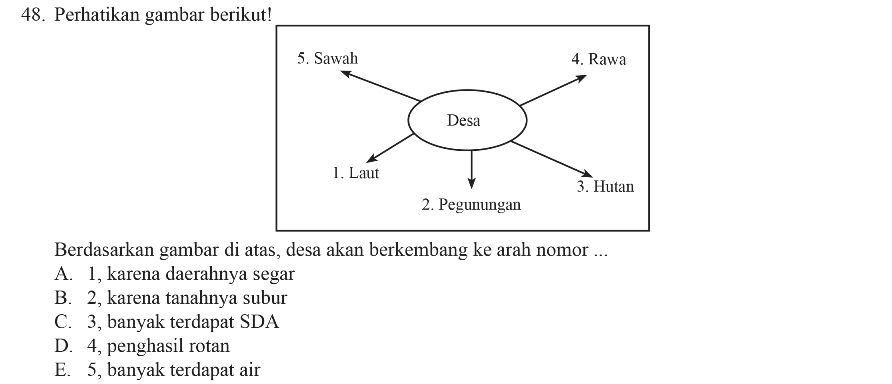 48. Perhatikan gambar berikut!
5. Sawah
4. Rawa
Desa
1. Laut
3. Hutan
2. Pegunungan
Berdasarkan gambar di atas, desa akan berkembang ke arah nomor ...
A. 1, karena daerahnya segar
B. 2, karena tanahnya subur
C. 3, banyak terdapat SDA
D. 4, penghasil rotan
E. 5, banyak terdapat air